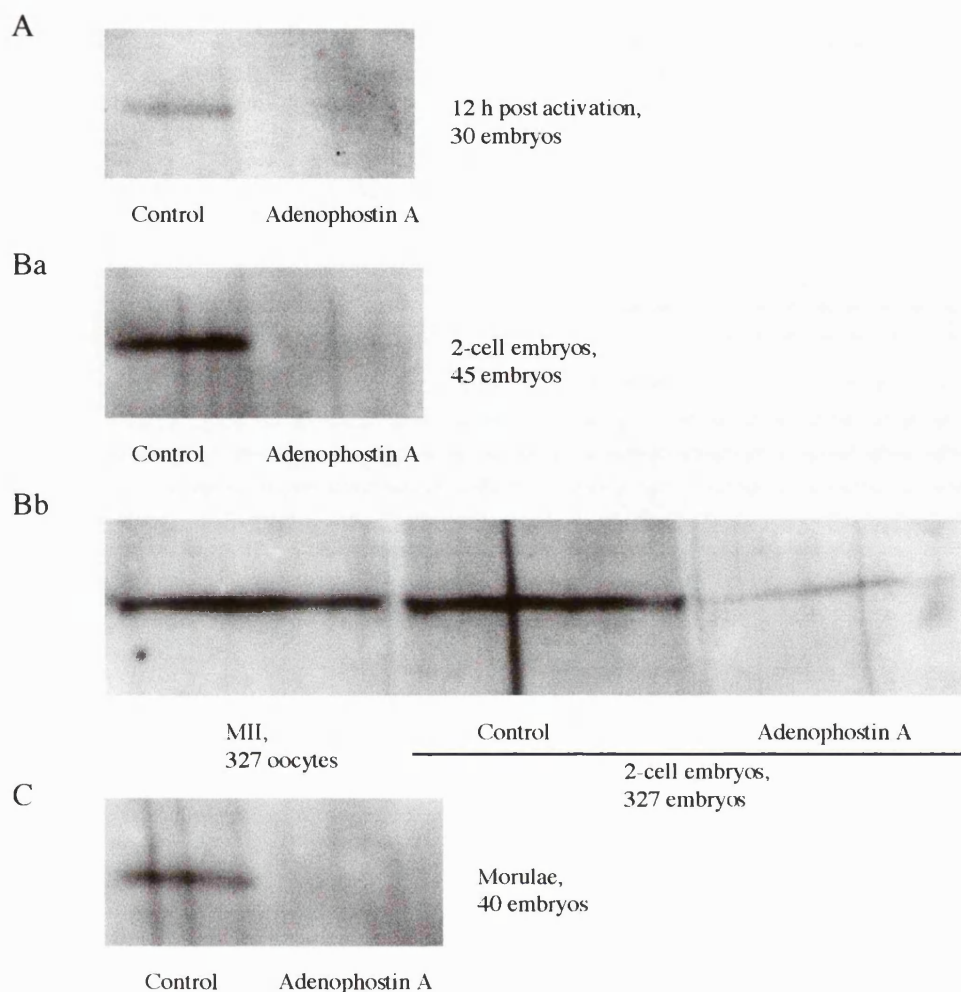 A
12 h post activation,
30 embryos
Control Adenophostin A
Ba
2-cell embryos,
45 embryos
Control Adenophostin A
Bb
MII,
327 oocytes
Control Adenophostin A
2-cell embryos,
327 embryos
C
Morulae,
40 embryos
Control Adenophostin A